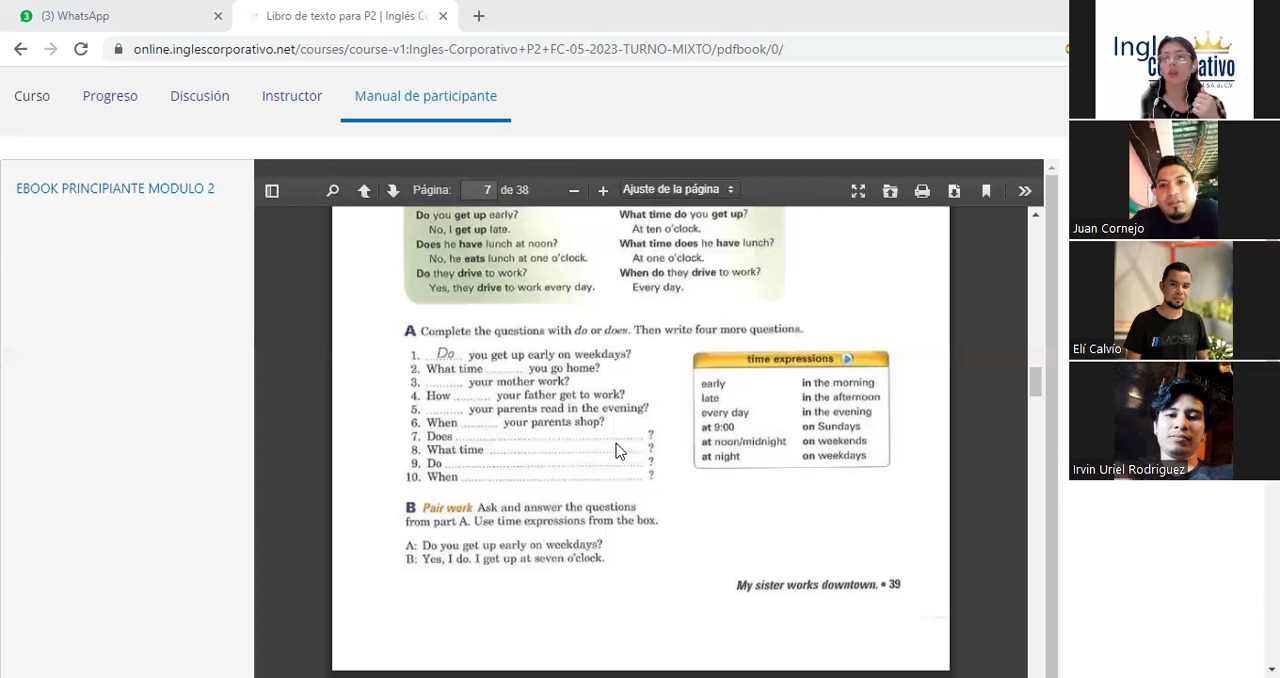 (3) WhatsApp
Libro de texto para P2 | Inglés C
online.inglescorporativo.net/courses/course-v1:Ingles-Corporativo+P2+FC-05-2023-TURNO-MIXTO/pdfbook/0/
Curso Progreso Discusión Instructor Manual de participante
EBOOK PRINCIPIANTE MODULO 2
Página: 7 de 38
Ajuste de la página
Do you get up early?
No, I get up late.
Does he have lunch at noon?
No, he eats lunch at one o'clock.
Do they drive to work?
Yes, they drive to work every day.
What time do you get up?
At ten o'clock.
What time does he have lunch?
At one o'clock.
When do they drive to work?
Every day.
A Complete the questions with do or does. Then write four more questions.
1. Do you get up early on weekdays?
2. What time ........ you go home?
3. ........ your mother work?
4. How ........ your father get to work?
5. ........ your parents read in the evening?
6. When ........ your parents shop?
7. Does ........ ?
8. What time ........ ?
9. Do ........ ?
10. When ........ ?
time expressions
early in the morning
late in the afternoon
every day in the evening
at 9:00 on Sundays
at noon/midnight on weekends
at night on weekdays
B Pair work Ask and answer the questions
from part A. Use time expressions from the box.
A: Do you get up early on weekdays?
B: Yes, I do. I get up at seven o'clock.
My sister works downtown. • 39
Juan Cornejo
Elí Calvío
Irvin Uriel Rodriguez